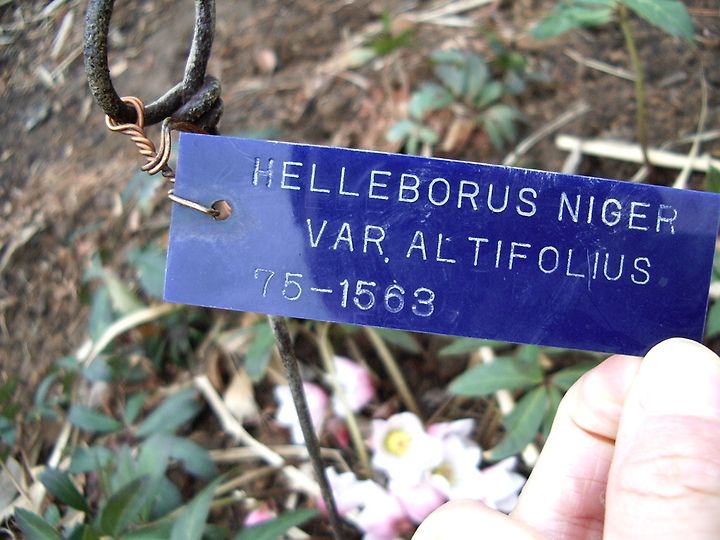 HELLEBORUS NIGER
VAR. ALTIFOLIUS
75-1563